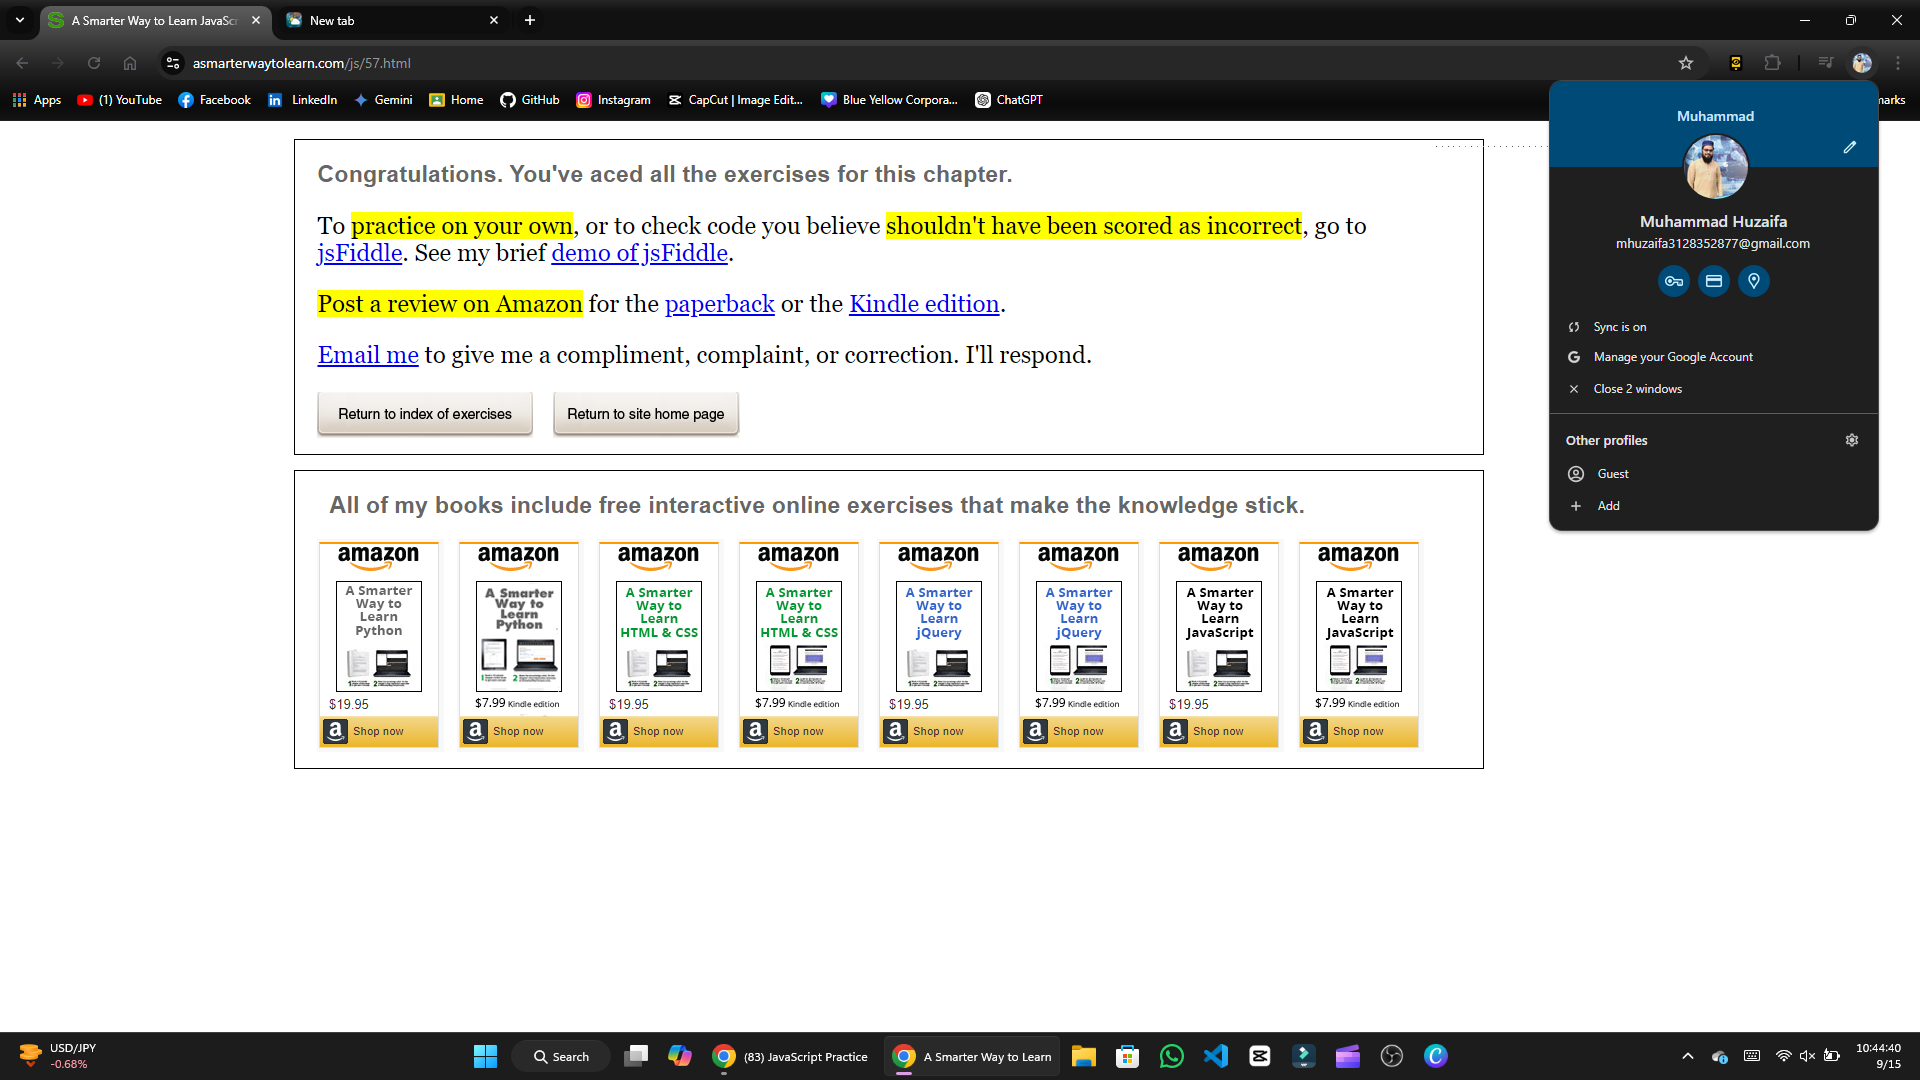 A Smarter Way to Learn JavaScr
New tab
asmarterwaytolearn.com/js/57.html
Apps
(1) YouTube
Facebook
LinkedIn
Gemini
Home
GitHub
Instagram
CapCut | Image Edit...
Blue Yellow Corpora...
ChatGPT
marks
Muhammad
Muhammad Huzaifa
mhuzaifa3128352877@gmail.com
Sync is on
Manage your Google Account
Close 2 windows
Other profiles
Guest
Add
Congratulations. You've aced all the exercises for this chapter.
To practice on your own, or to check code you believe shouldn't have been scored as incorrect, go to
jsFiddle. See my brief demo of jsFiddle.
Post a review on Amazon for the paperback or the Kindle edition.
Email me to give me a compliment, complaint, or correction. I'll respond.
Return to index of exercises
Return to site home page
All of my books include free interactive online exercises that make the knowledge stick.
amazon
A Smarter
Way to
Learn
Python
$19.95
Shop now
amazon
A Smarter
Way to
Learn
Python
$7.99 Kindle edition
Shop now
amazon
A Smarter
Way to
Learn
HTML & CSS
$19.95
Shop now
amazon
A Smarter
Way to
Learn
HTML & CSS
$7.99 Kindle edition
Shop now
amazon
A Smarter
Way to
Learn
jQuery
$19.95
Shop now
amazon
A Smarter
Way to
Learn
jQuery
$7.99 Kindle edition
Shop now
amazon
A Smarter
Way to
Learn
JavaScript
$19.95
Shop now
amazon
A Smarter
Way to
Learn
JavaScript
$7.99 Kindle edition
Shop now
USD/JPY
-0.68%
Search
(83) JavaScript Practice
A Smarter Way to Learn
10:44:40
9/15